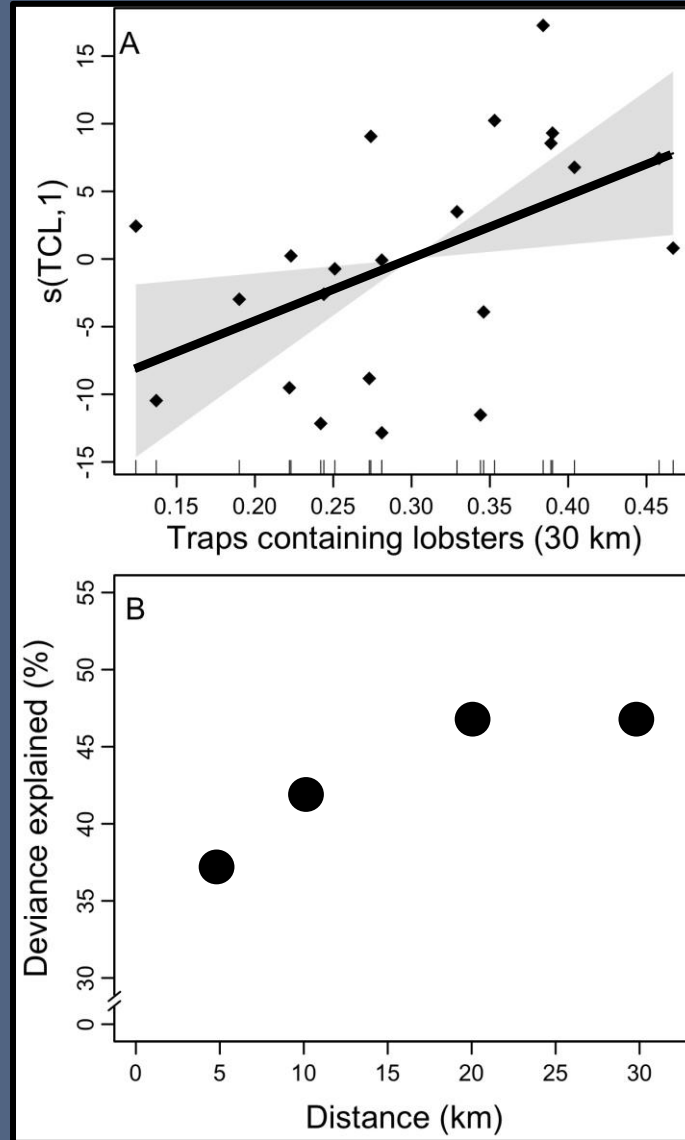 A
s(TCL,1)
15
10
5
0
-5
-10
-15
0.15 0.20 0.25 0.30 0.35 0.40 0.45
Traps containing lobsters (30 km)
B
Deviance explained (%)
55
50
45
40
35
30
0
0 5 10 15 20 25 30
Distance (km)